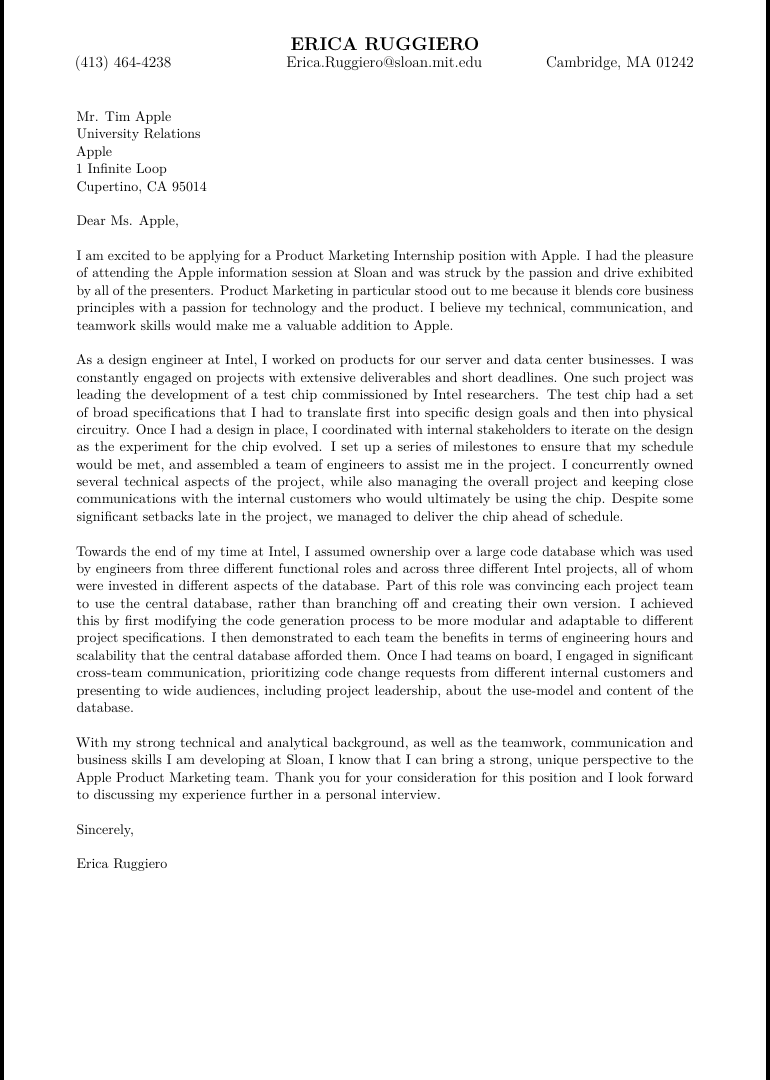 ERICA RUGGIERO
(413) 464-4238 Erica.Ruggiero@sloan.mit.edu Cambridge, MA 01242
Mr. Tim Apple
University Relations
Apple
1 Infinite Loop
Cupertino, CA 95014
Dear Ms. Apple,
I am excited to be applying for a Product Marketing Internship position with Apple. I had the pleasure
of attending the Apple information session at Sloan and was struck by the passion and drive exhibited
by all of the presenters. Product Marketing in particular stood out to me because it blends core business
principles with a passion for technology and the product. I believe my technical, communication, and
teamwork skills would make me a valuable addition to Apple.
As a design engineer at Intel, I worked on products for our server and data center businesses. I was
constantly engaged on projects with extensive deliverables and short deadlines. One such project was
leading the development of a test chip commissioned by Intel researchers. The test chip had a set
of broad specifications that I had to translate first into specific design goals and then into physical
circuitry. Once I had a design in place, I coordinated with internal stakeholders to iterate on the design
as the experiment for the chip evolved. I set up a series of milestones to ensure that my schedule
would be met, and assembled a team of engineers to assist me in the project. I concurrently owned
several technical aspects of the project, while also managing the overall project and keeping close
communications with the internal customers who would ultimately be using the chip. Despite some
significant setbacks late in the project, we managed to deliver the chip ahead of schedule.
Towards the end of my time at Intel, I assumed ownership over a large code database which was used
by engineers from three different functional roles and across three different Intel projects, all of whom
were invested in different aspects of the database. Part of this role was convincing each project team
to use the central database, rather than branching off and creating their own version. I achieved
this by first modifying the code generation process to be more modular and adaptable to different
project specifications. I then demonstrated to each team the benefits in terms of engineering hours and
scalability that the central database afforded them. Once I had teams on board, I engaged in significant
cross-team communication, prioritizing code change requests from different internal customers and
presenting to wide audiences, including project leadership, about the use-model and content of the
database.
With my strong technical and analytical background, as well as the teamwork, communication and
business skills I am developing at Sloan, I know that I can bring a strong, unique perspective to the
Apple Product Marketing team. Thank you for your consideration for this position and I look forward
to discussing my experience further in a personal interview.
Sincerely,
Erica Ruggiero